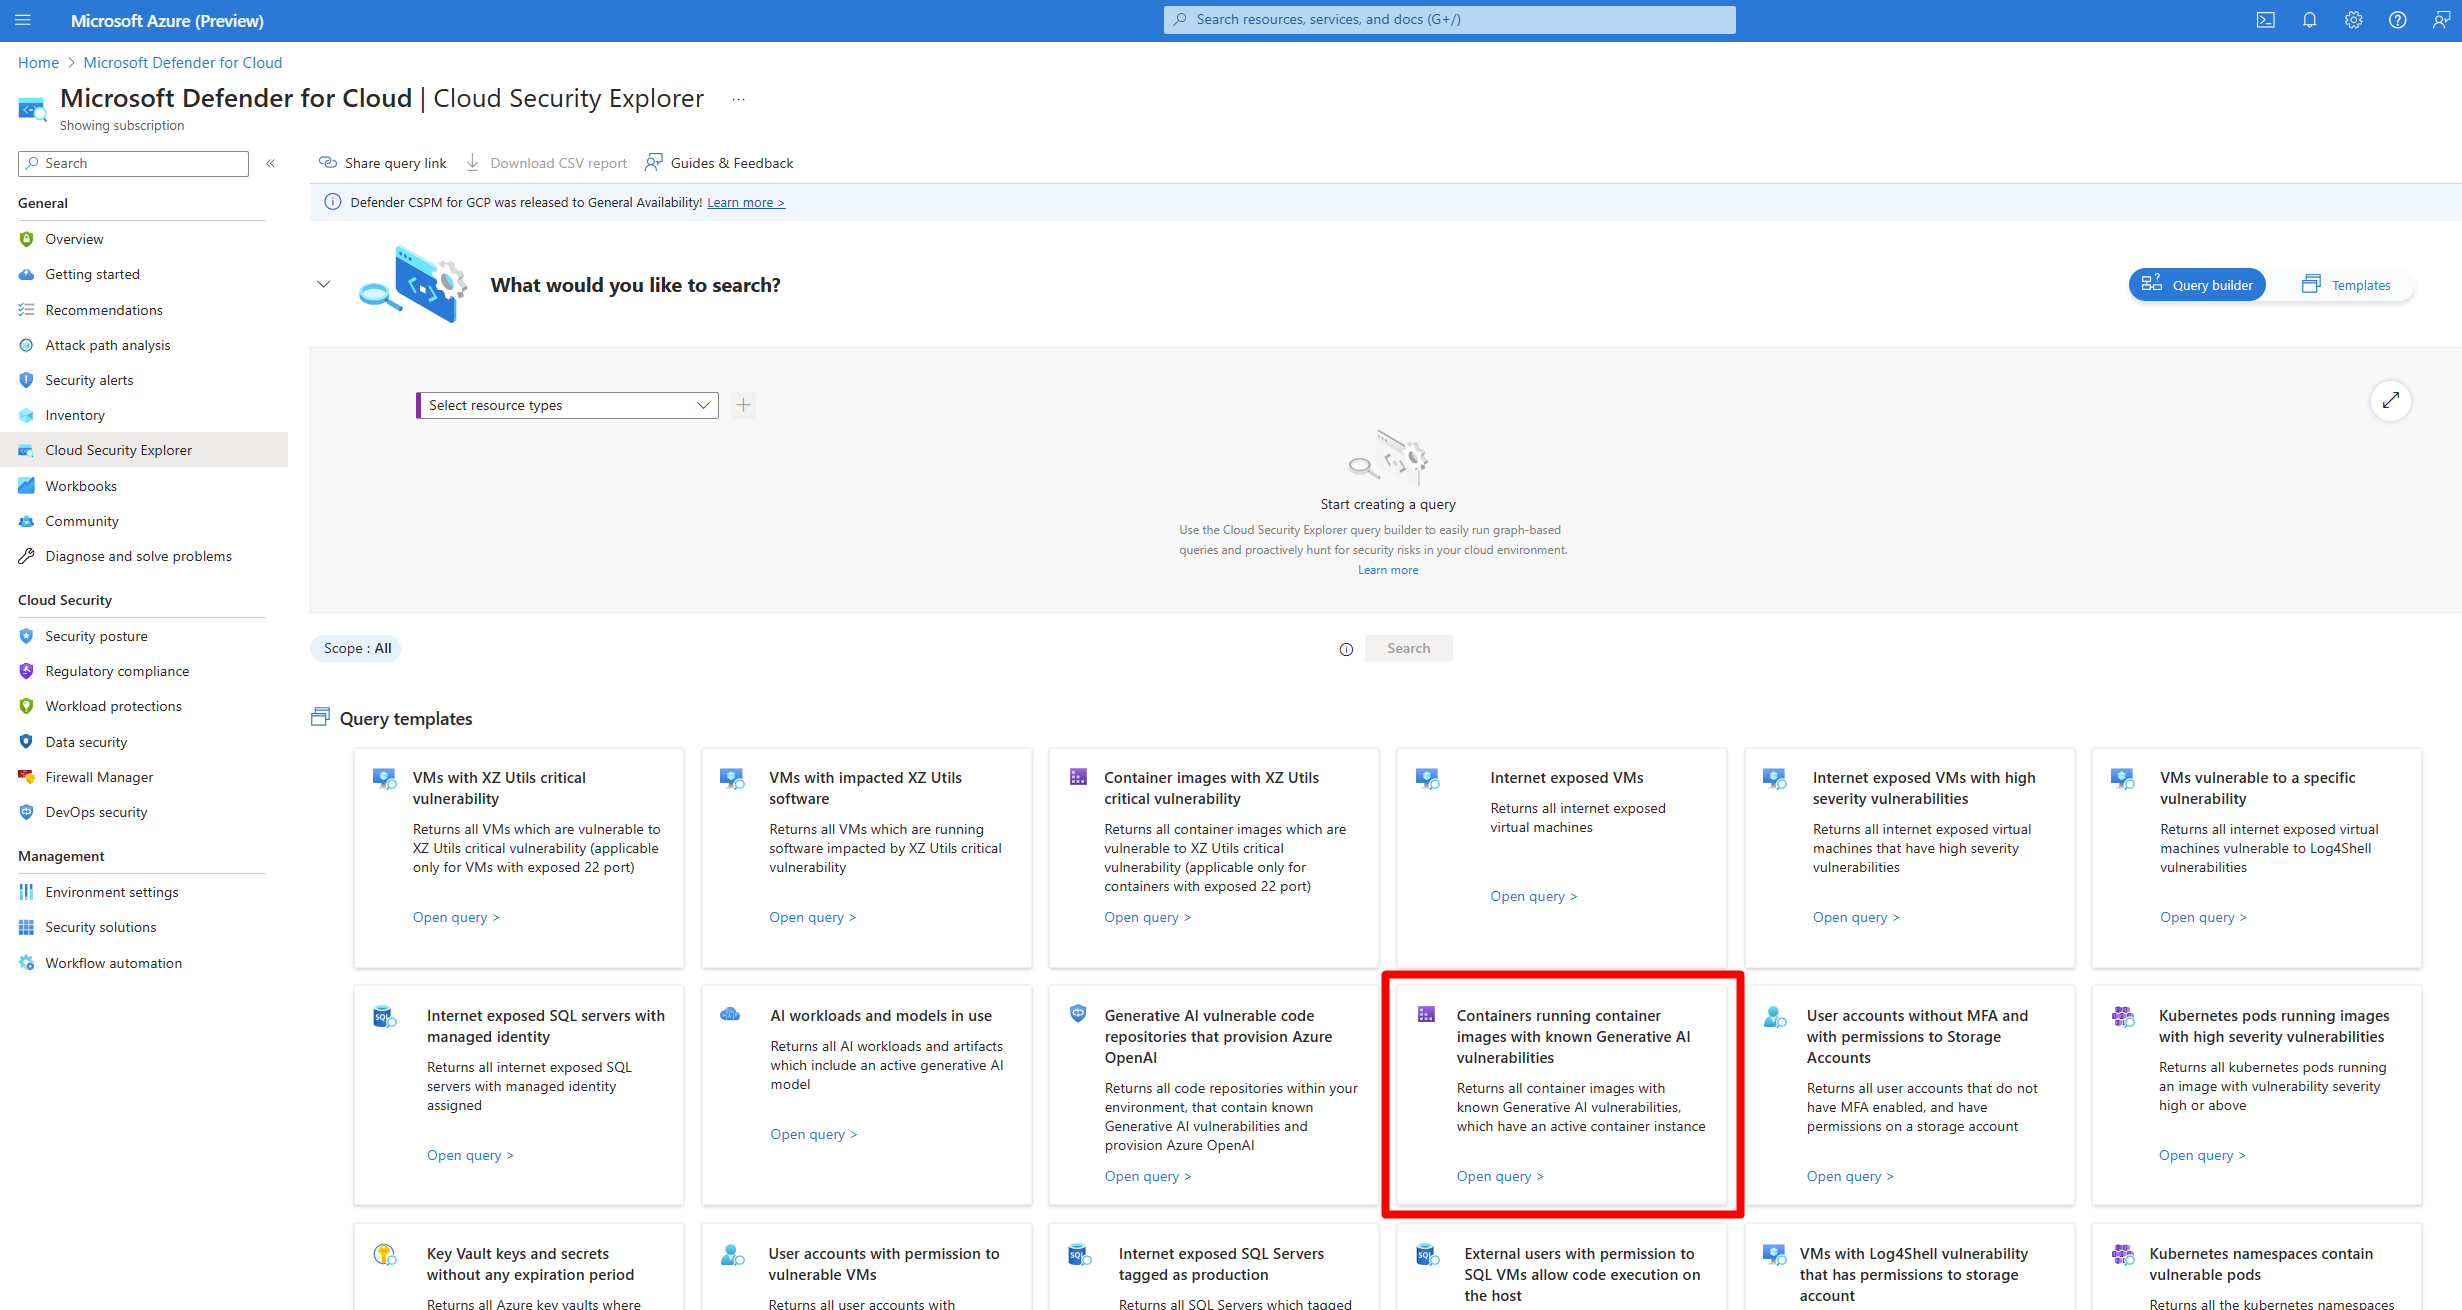 Microsoft Azure (Preview)
Search resources, services, and docs (G+/)
Home > Microsoft Defender for Cloud
Microsoft Defender for Cloud | Cloud Security Explorer ...
Showing subscription
Search
«
General
Overview
Getting started
Recommendations
Attack path analysis
Security alerts
Inventory
Cloud Security Explorer
Workbooks
Community
Diagnose and solve problems
Cloud Security
Security posture
Regulatory compliance
Workload protections
Data security
Firewall Manager
DevOps security
Management
Environment settings
Security solutions
Workflow automation
Share query link
Download CSV report
Guides & Feedback
Defender CSPM for GCP was released to General Availability! Learn more >
What would you like to search?
Query builder
Templates
Select resource types
Start creating a query
Use the Cloud Security Explorer query builder to easily run graph-based
queries and proactively hunt for security risks in your cloud environment.
Learn more
Scope : All
Search
Query templates
VMs with XZ Utils critical
vulnerability
Returns all VMs which are vulnerable to
XZ Utils critical vulnerability (applicable
only for VMs with exposed 22 port)
Open query >
VMs with impacted XZ Utils
software
Returns all VMs which are running
software impacted by XZ Utils critical
vulnerability
Open query >
Container images with XZ Utils
critical vulnerability
Returns all container images which are
vulnerable to XZ Utils critical
vulnerability (applicable only for
containers with exposed 22 port)
Open query >
Internet exposed VMs
Returns all internet exposed
virtual machines
Open query >
Internet exposed VMs with high
severity vulnerabilities
Returns all internet exposed virtual
machines that have high severity
vulnerabilities
Open query >
VMs vulnerable to a specific
vulnerability
Returns all internet exposed virtual
machines vulnerable to Log4Shell
vulnerabilities
Open query >
Internet exposed SQL servers with
managed identity
Returns all internet exposed SQL
servers with managed identity
assigned
Open query >
AI workloads and models in use
Returns all AI workloads and artifacts
which include an active generative AI
model
Open query >
Generative AI vulnerable code
repositories that provision Azure
OpenAI
Returns all code repositories within your
environment, that contain known
Generative AI vulnerabilities and
provision Azure OpenAI
Open query >
Containers running container
images with known Generative AI
vulnerabilities
Returns all container images with
known Generative AI vulnerabilities,
which have an active container instance
Open query >
User accounts without MFA and
with permissions to Storage
Accounts
Returns all user accounts that do not
have MFA enabled, and have
permissions on a storage account
Open query >
Kubernetes pods running images
with high severity vulnerabilities
Returns all kubernetes pods running
an image with vulnerability severity
high or above
Open query >
Key Vault keys and secrets
without any expiration period
Returns all Azure key vaults where
User accounts with permission to
vulnerable VMs
Returns all user accounts with
Internet exposed SQL Servers
tagged as production
Returns all SQL Servers which tagged
External users with permission to
SQL VMs allow code execution on
the host
VMs with Log4Shell vulnerability
that has permissions to storage
account
Kubernetes namespaces contain
vulnerable pods
Returns all the kubernetes namespaces